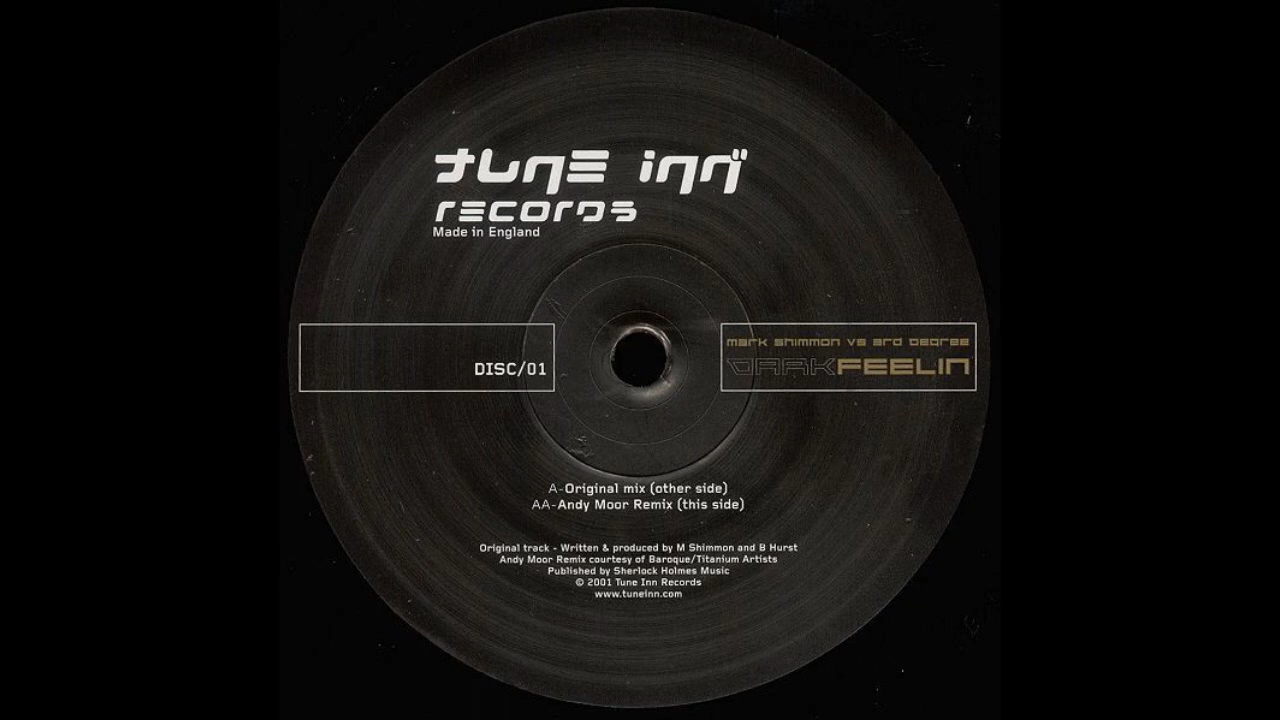 tune inn
records
Made in England
DISC/01
mark shimmon vs 3rd degree
DARKFEELIN
A-Original mix (other side)
AA-Andy Moor Remix (this side)
Original track - Written & produced by M Shimmon and B Hurst
Andy Moor Remix courtesy of Baroque/Titanium Artists
Published by Sherlock Holmes Music
© 2001 Tune Inn Records
www.tuneinn.com